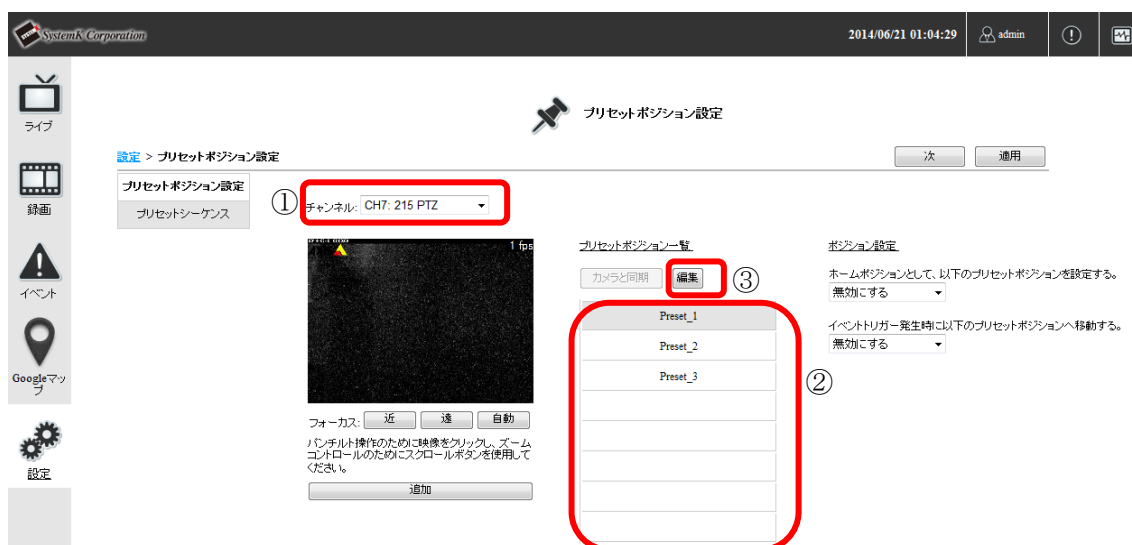 SystemK Corporation
2014/06/21 01:04:29
admin
ライブ
録画
イベント
Googleマッ
プ
設定
プリセットポジション設定
設定 > プリセットポジション設定
次
適用
プリセットポジション設定
プリセットシーケンス
①
チャンネル: CH7: 215 PTZ
1 fps
フォーカス: 近 遠 自動
パンチルト操作のために映像をクリックし、ズーム
コントロールのためにスクロールボタンを使用して
ください。
追加
プリセットポジション一覧
カメラと同期 編集
③
Preset_1
Preset_2
Preset_3
②
ポジション設定
ホームポジションとして、以下のプリセットポジションを設定する。
無効にする
イベントトリガー発生時に以下のプリセットポジションへ移動する。
無効にする